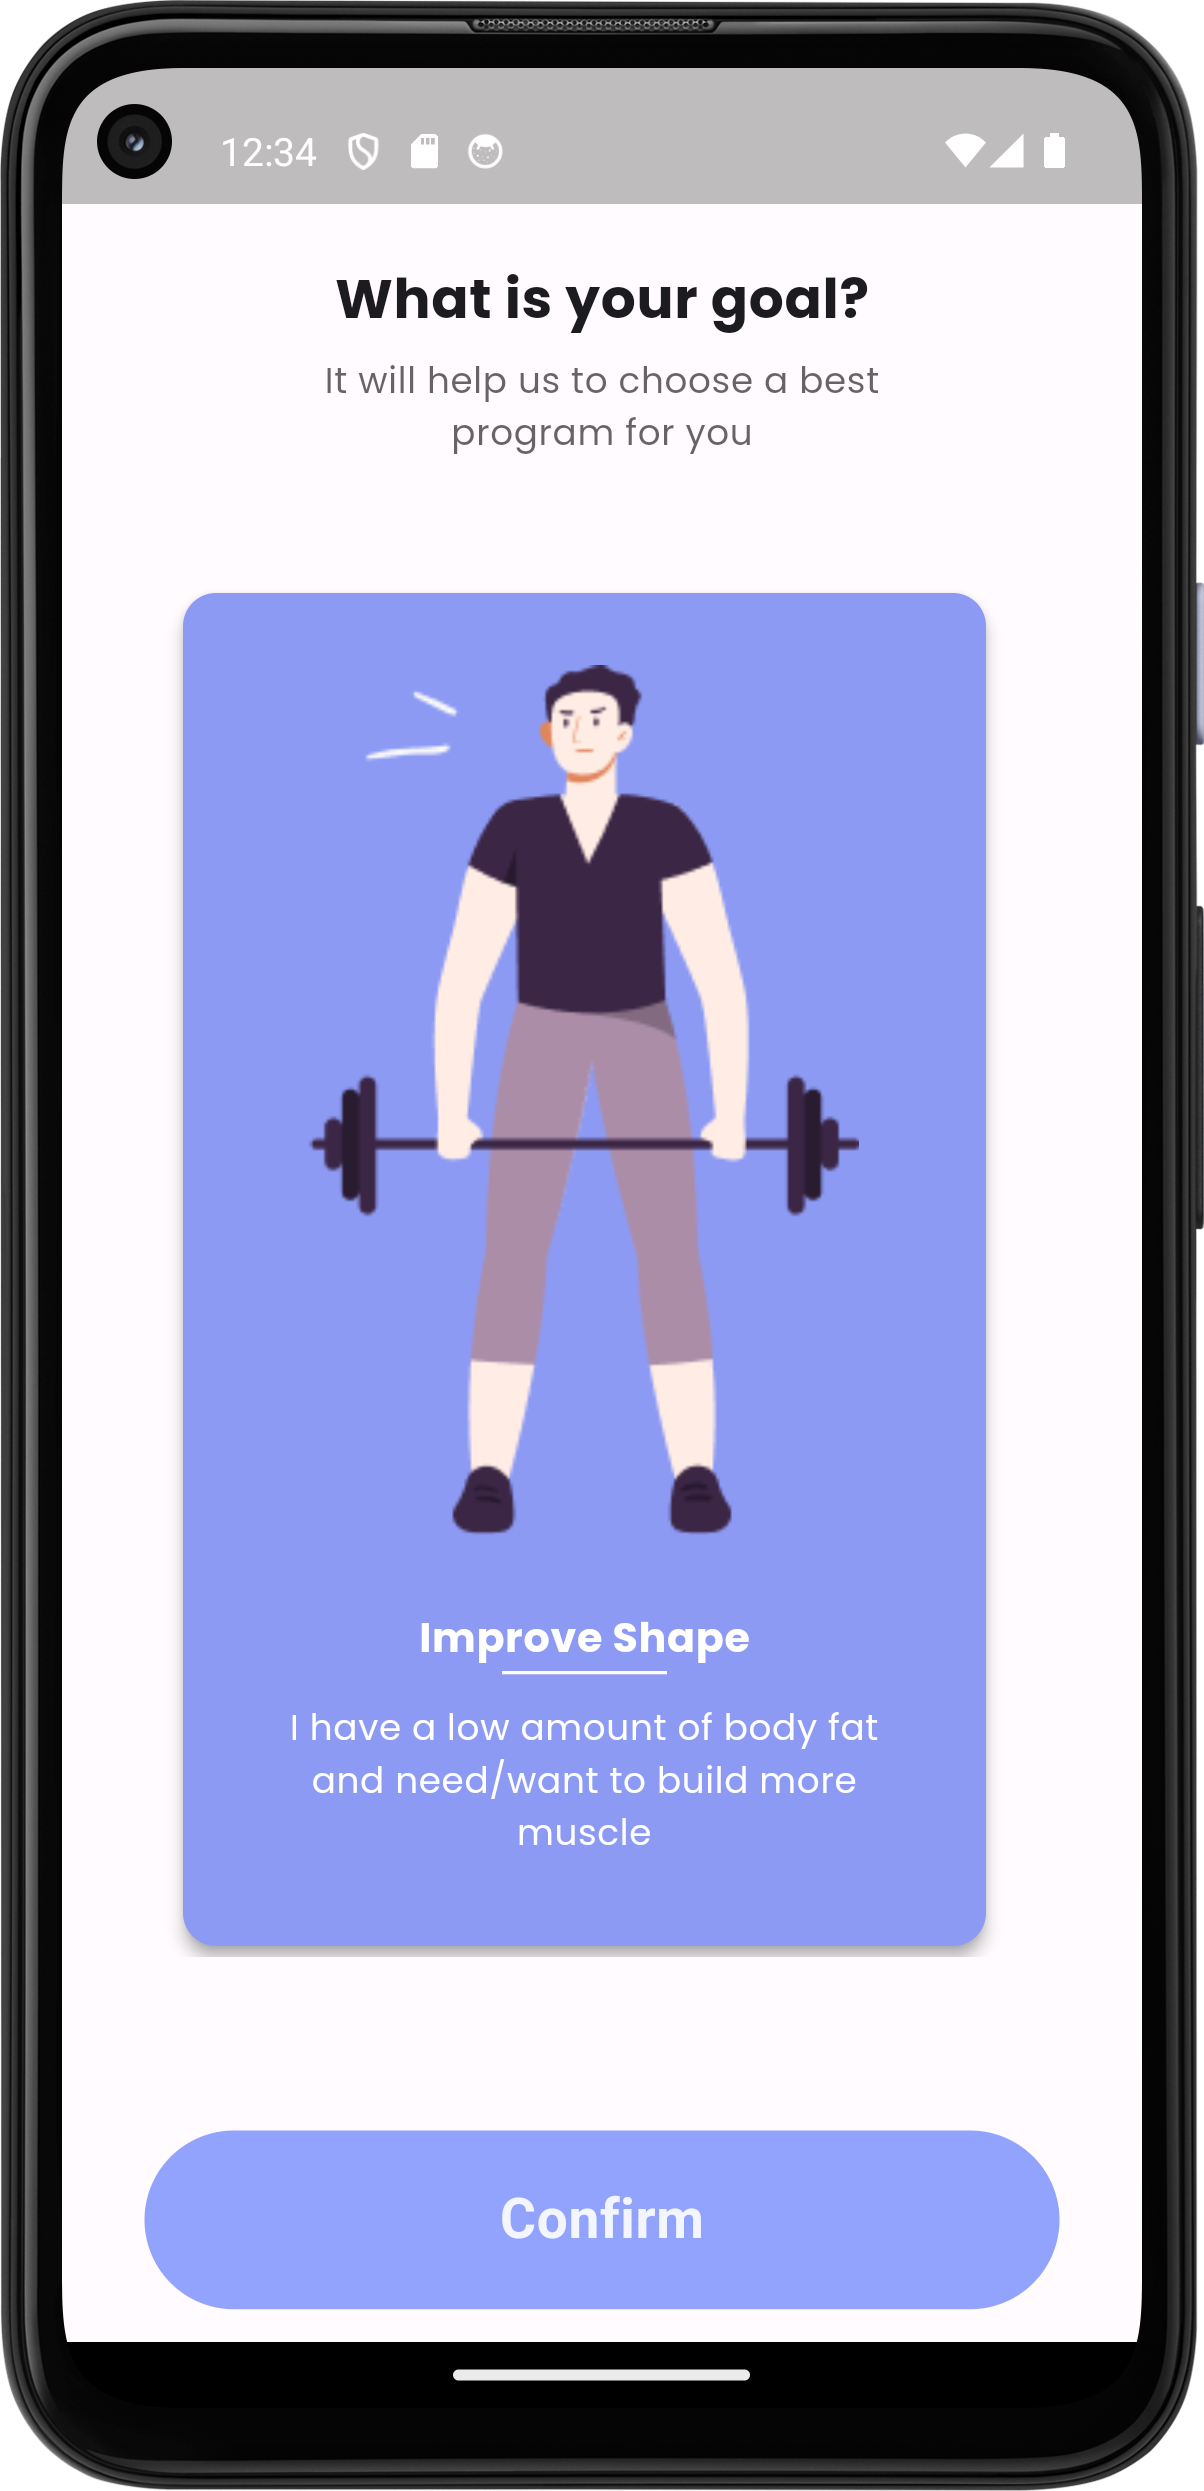 12:34
What is your goal?
It will help us to choose a best
program for you
Improve Shape
I have a low amount of body fat
and need/want to build more
muscle
Confirm